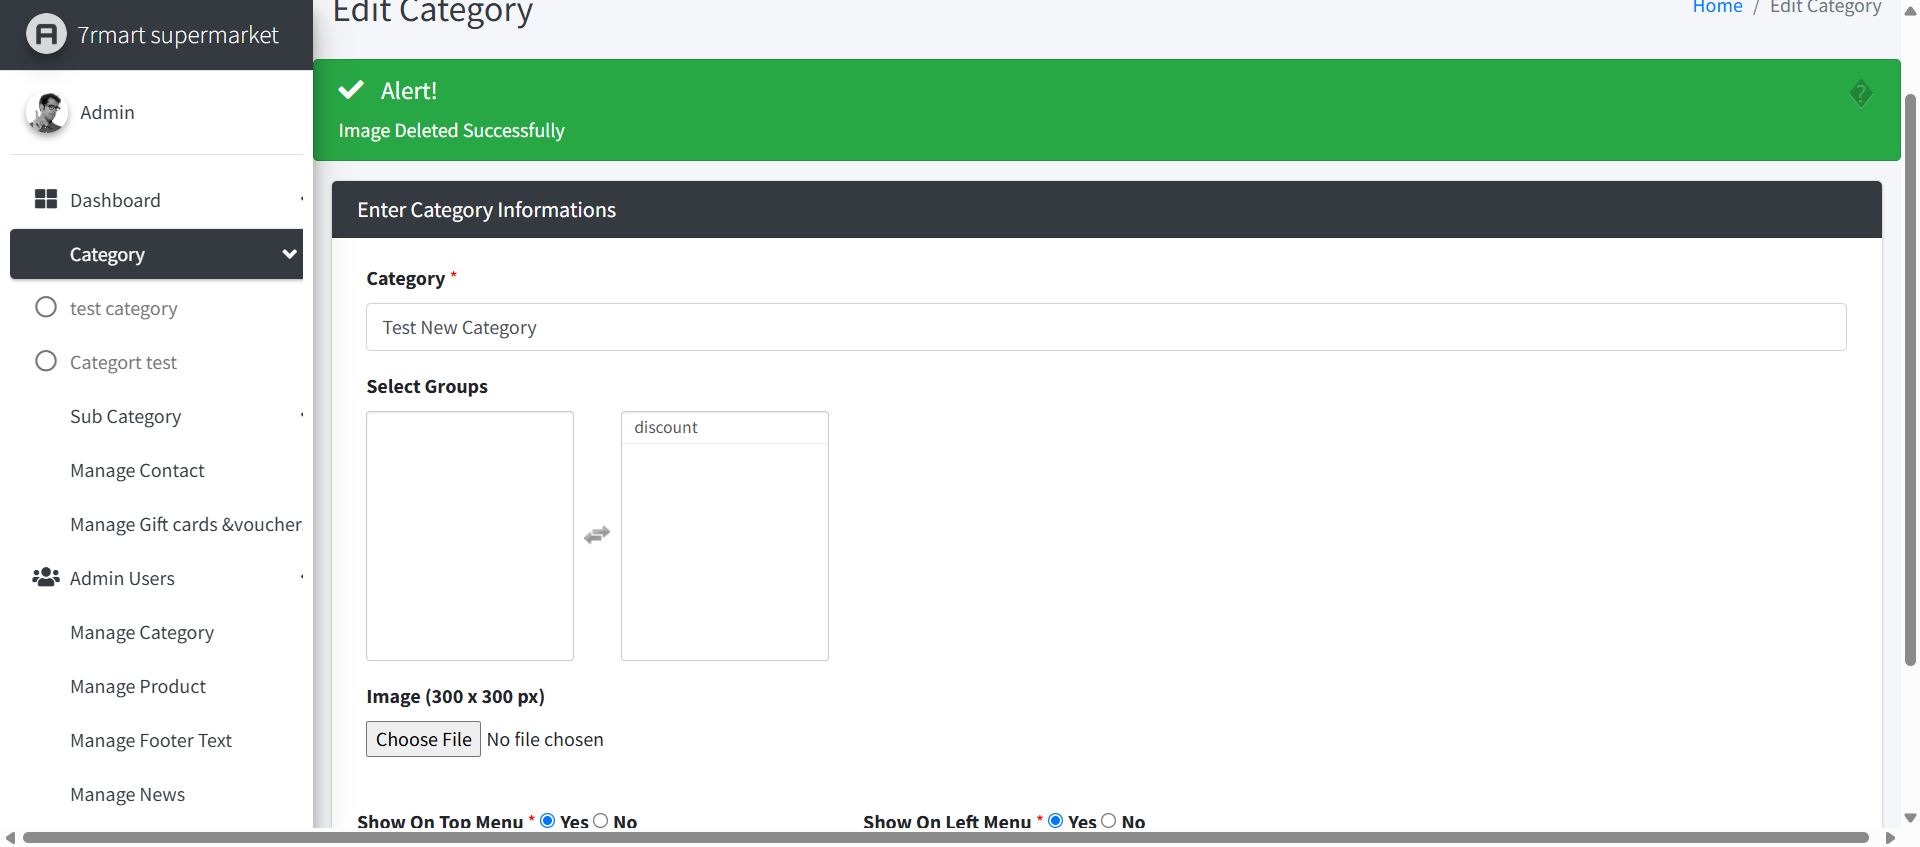 7rmart supermarket
Admin
Dashboard
Category
test category
Categort test
Sub Category
Manage Contact
Manage Gift cards &voucher
Admin Users
Manage Category
Manage Product
Manage Footer Text
Manage News
Edit Category
Home / Edit Category
Alert!
Image Deleted Successfully
Enter Category Informations
Category *
Test New Category
Select Groups
discount
Image (300 x 300 px)
Choose File No file chosen
Show On Top Menu * Yes No
Show On Left Menu * Yes No